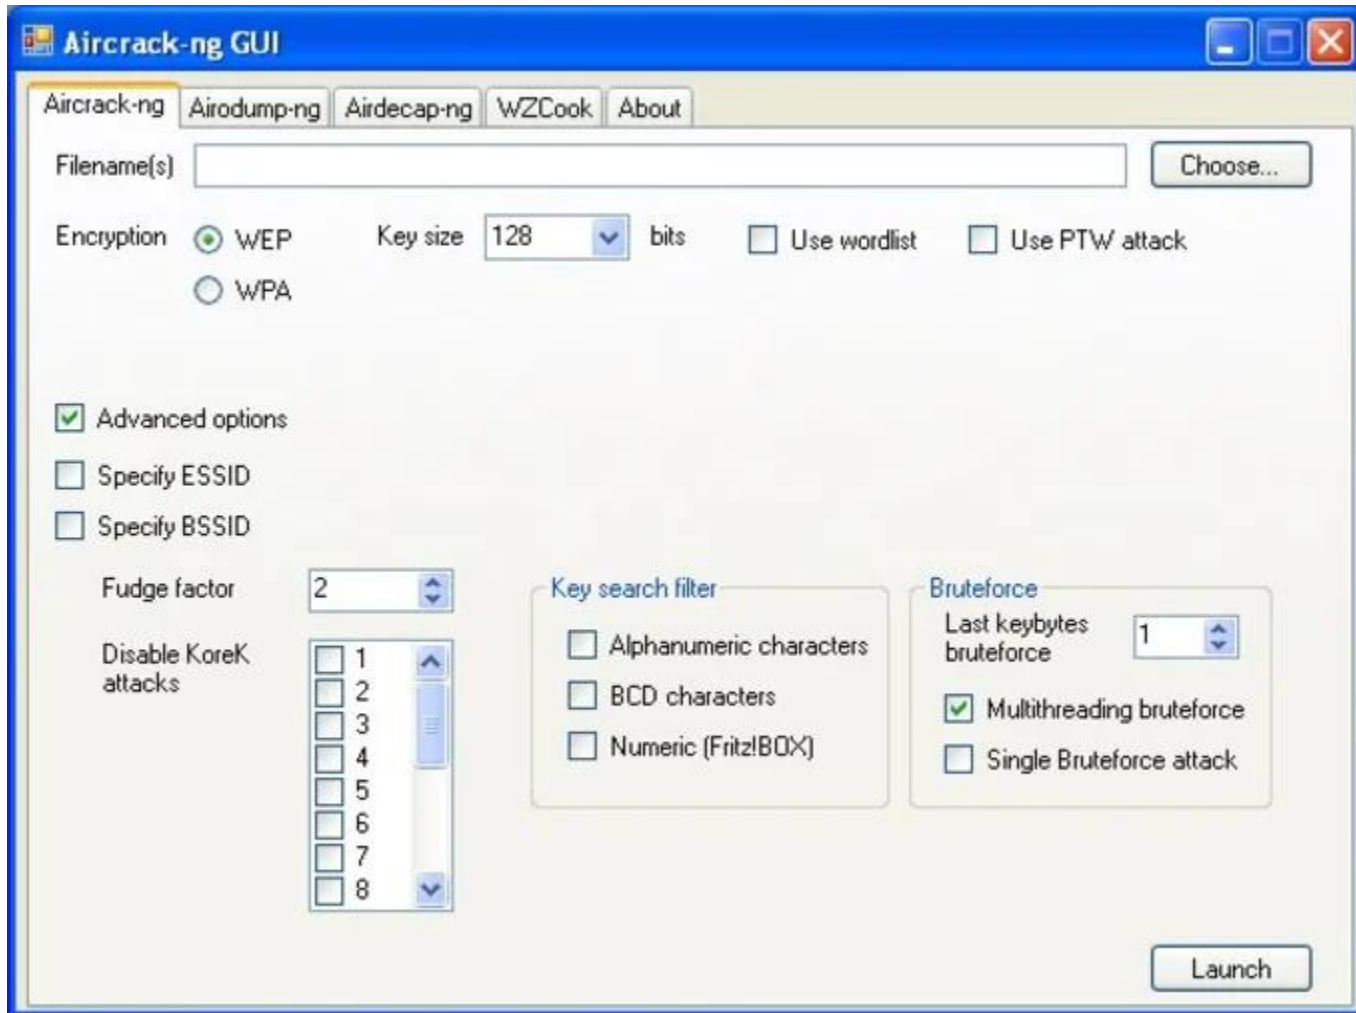 Aircrack-ng GUI
Aircrack-ng Airodump-ng Airdecap-ng WZCook About
Filename(s) Choose...
Encryption WEP Key size 128 bits Use wordlist Use PTW attack
WPA
Advanced options
Specify ESSID
Specify BSSID
Fudge factor 2
Disable KoreK
attacks
1
2
3
4
5
6
7
8
Key search filter
Alphanumeric characters
BCD characters
Numeric (Fritz!BOX)
Bruteforce
Last keybytes
bruteforce 1
Multithreading bruteforce
Single Bruteforce attack
Launch